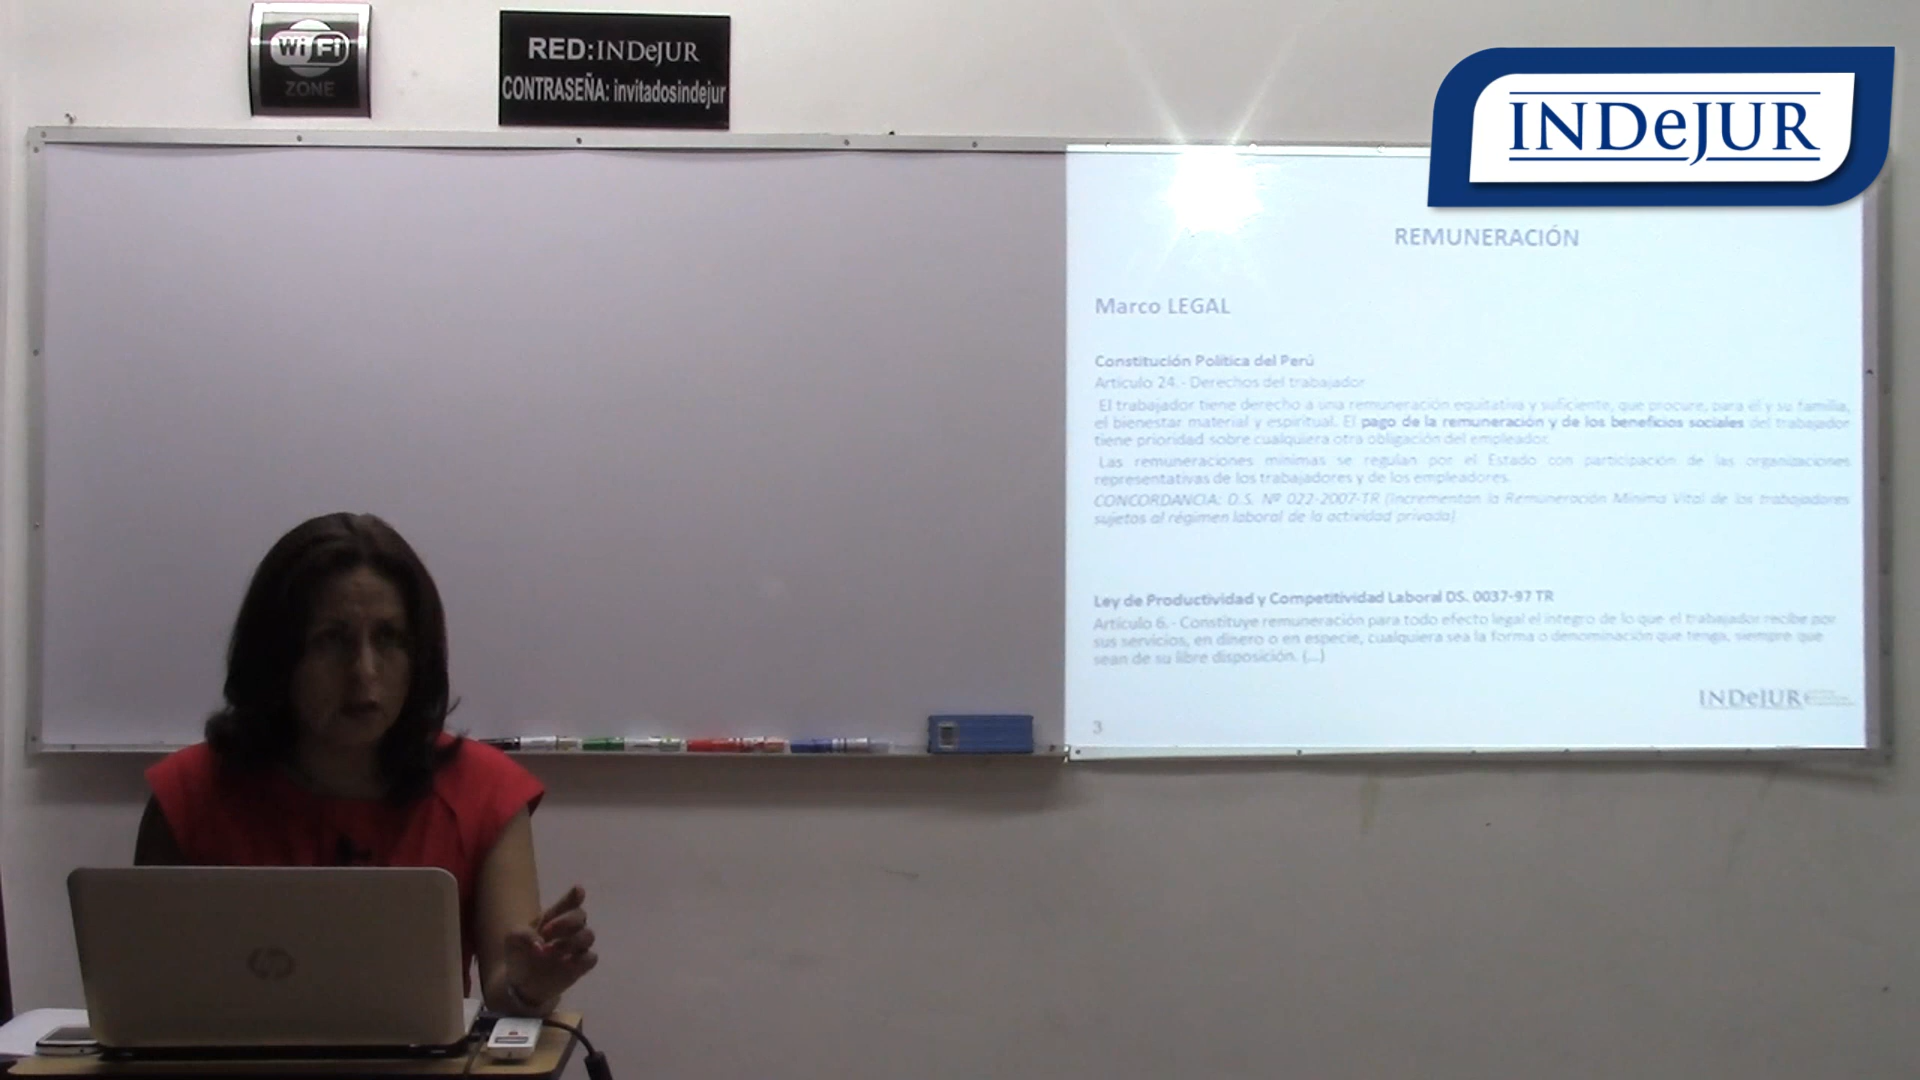 Wi Fi
ZONE
RED:INDeJUR
CONTRASEÑA: invitadosindejur
INDeJUR
REMUNERACIÓN
Marco LEGAL
Constitución Política del Perú
Artículo 24.- Derechos del trabajador
El trabajador tiene derecho a una remuneración equitativa y suficiente, que procure, para él y su familia,
el bienestar material y espiritual. El pago de la remuneración y de los beneficios sociales del trabajador
tiene prioridad sobre cualquiera otra obligación del empleador.
Las remuneraciones mínimas se regulan por el Estado con participación de las organizaciones
representativas de los trabajadores y de los empleadores.
CONCORDANCIA: D.S. Nº 022-2007-TR (Incrementan la Remuneración Mínima Vital de los trabajadores
sujetos al régimen laboral de la actividad privada)
Ley de Productividad y Competitividad Laboral DS. 0037-97 TR
Artículo 6.- Constituye remuneración para todo efecto legal el íntegro de lo que el trabajador recibe por
sus servicios, en dinero o en especie, cualquiera sea la forma o denominación que tenga, siempre que
sean de su libre disposición. (...)
INDeJUR
3
hp